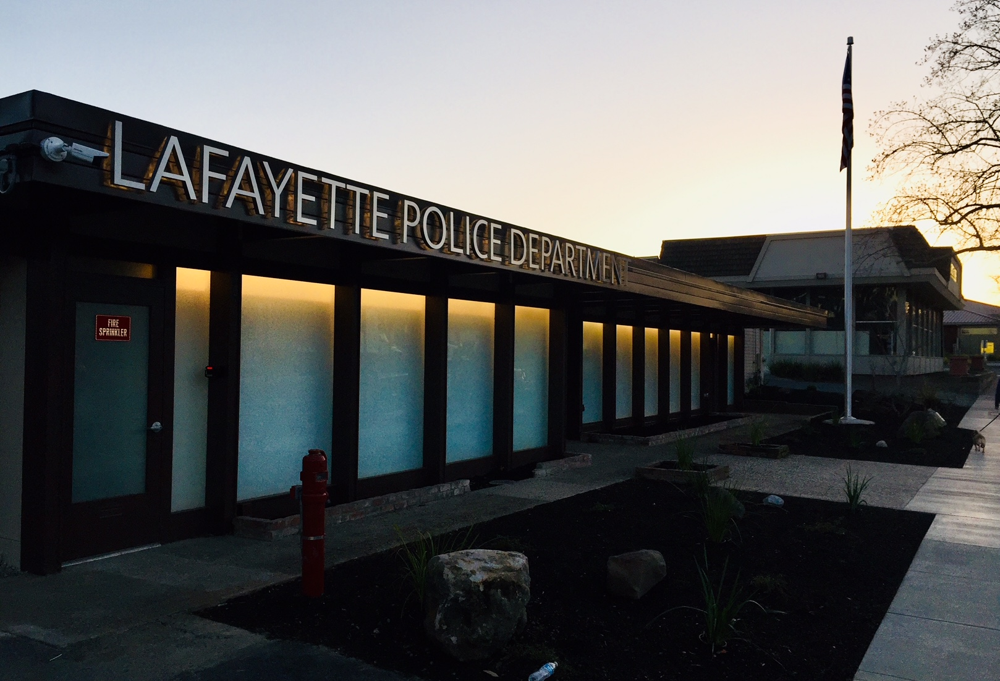 LAFAYETTE POLICE DEPARTMENT
FIRE
SPRINKLER